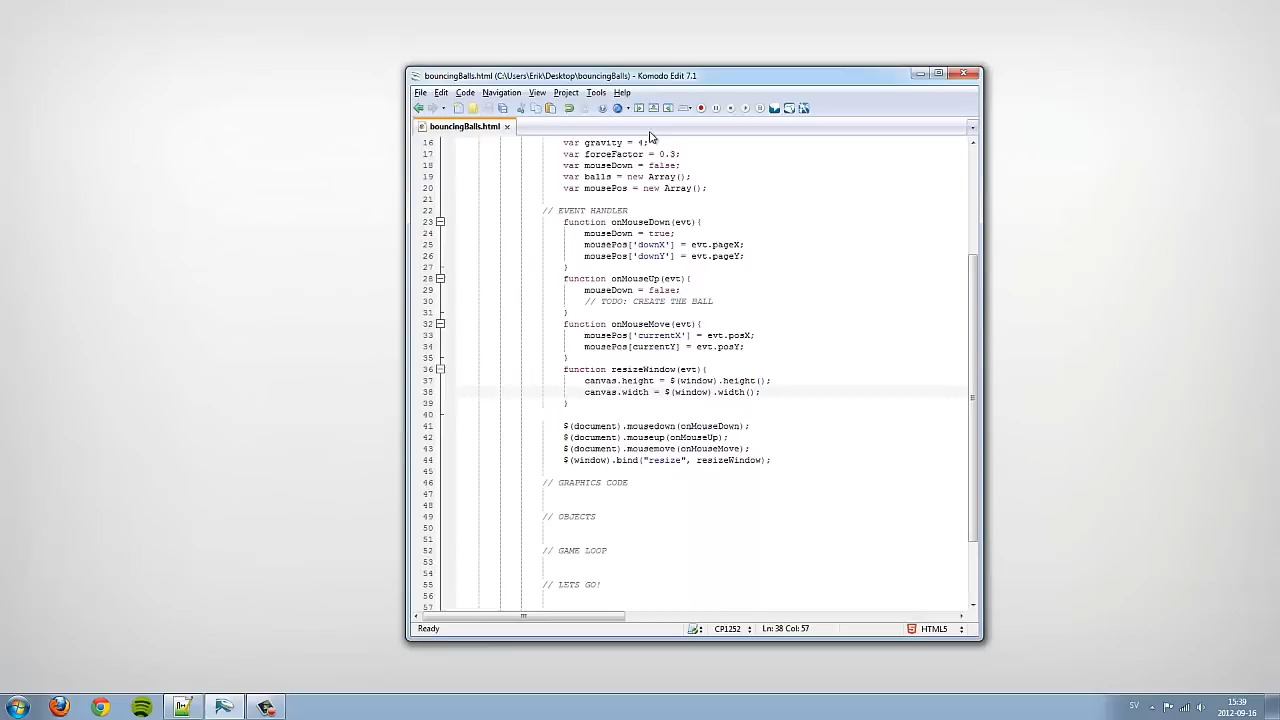 bouncingBalls.html (C:\Users\Erik\Desktop\bouncingBalls) - Komodo Edit 7.1
File Edit Code Navigation View Project Tools Help
bouncingBalls.html
16 var gravity = 4;
17 var forceFactor = 0.3;
18 var mouseDown = false;
19 var balls = new Array();
20 var mousePos = new Array();
21
22 // EVENT HANDLER
23 function onMouseDown(evt){
24 mouseDown = true;
25 mousePos['downX'] = evt.pageX;
26 mousePos['downY'] = evt.pageY;
27 }
28 function onMouseUp(evt){
29 mouseDown = false;
30 // TODO: CREATE THE BALL
31 }
32 function onMouseMove(evt){
33 mousePos['currentX'] = evt.posX;
34 mousePos[currentY] = evt.posY;
35 }
36 function resizeWindow(evt){
37 canvas.height = $(window).height();
38 canvas.width = $(window).width();
39 }
40
41 $(document).mousedown(onMouseDown);
42 $(document).mouseup(onMouseUp);
43 $(document).mousemove(onMouseMove);
44 $(window).bind("resize", resizeWindow);
45
46 // GRAPHICS CODE
47
48
49 // OBJECTS
50
51
52 // GAME LOOP
53
54
55 // LETS GO!
56
57
Ready CP1252 Ln: 38 Col: 57 HTML5
SV 15:39
2012-09-16